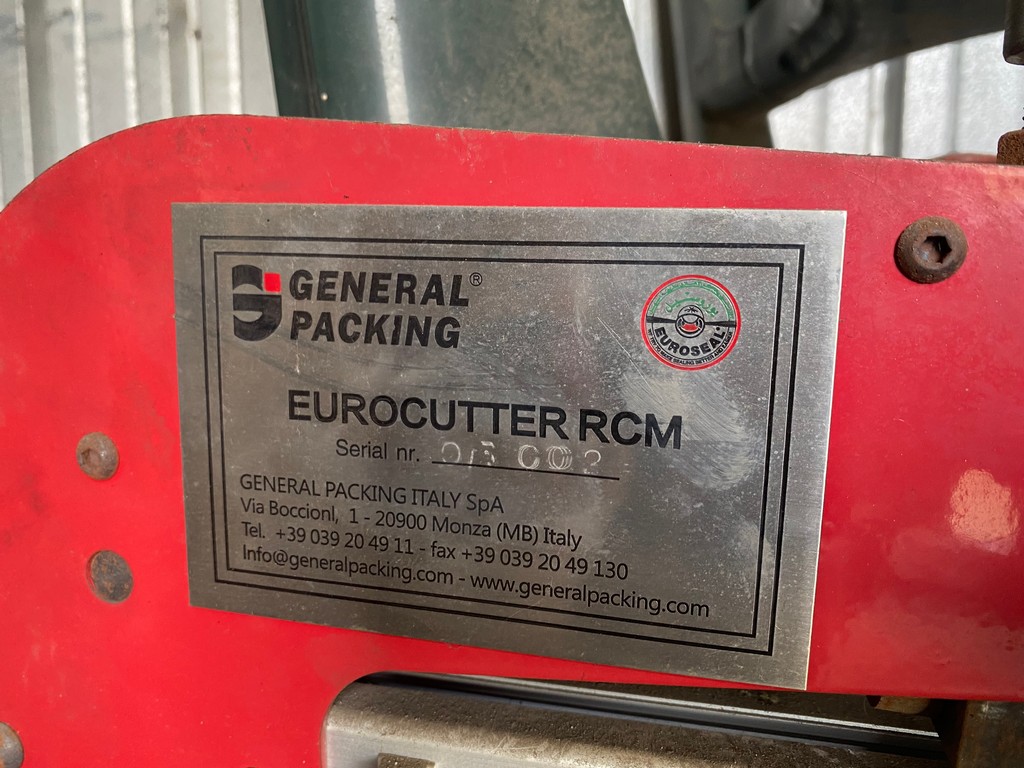 GENERAL®
PACKING
EUROSEAL®
EUROCUTTER RCM
Serial nr.
GENERAL PACKING ITALY SpA
Via Boccionl, 1 - 20900 Monza (MB) Italy
Tel. +39 039 20 49 11 - fax +39 039 20 49 130
Info@generalpacking.com - www.generalpacking.com